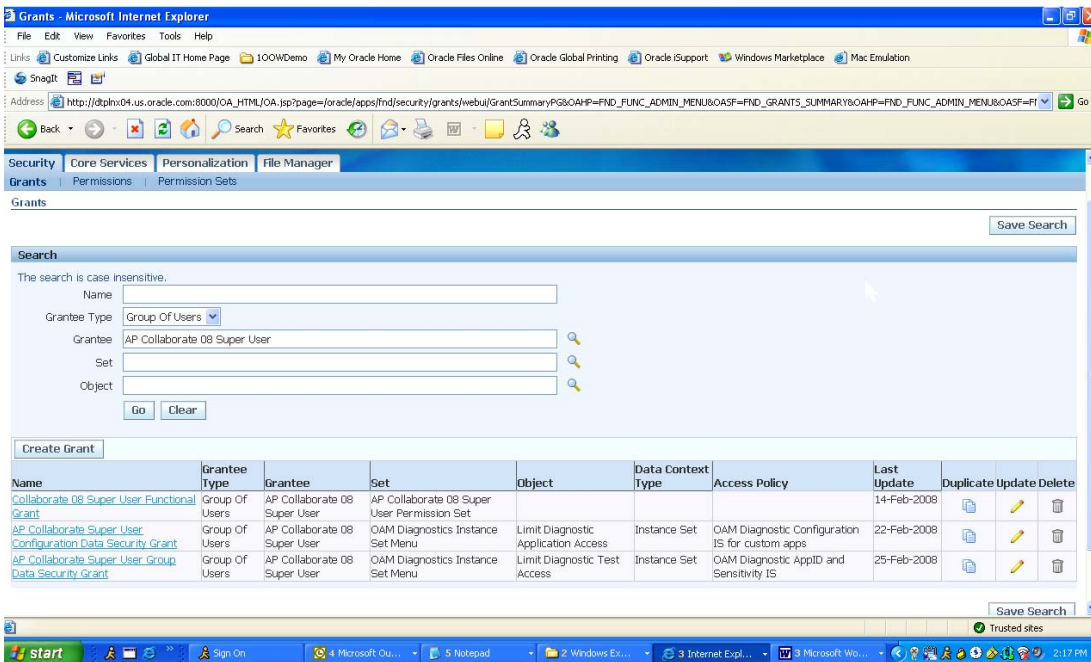 Grants - Microsoft Internet Explorer
File Edit View Favorites Tools Help
Links Customize Links Global IT Home Page 1OOWDemo My Oracle Home Oracle Files Online Oracle Global Printing Oracle iSupport Windows Marketplace Mac Emulation
SnagIt
Address http://dtplnx04.us.oracle.com:8000/OA_HTML/OA.jsp?page=/oracle/apps/fnd/security/grants/webui/GrantSummaryPG&OAHP=FND_FUNC_ADMIN_MENU&OASF=FND_GRANTS_SUMMARY&OAHP=FND_FUNC_ADMIN_MENU&OASF=F Go
Back Search Favorites
Security Core Services Personalization File Manager
Grants | Permissions | Permission Sets
Grants
Save Search
Search
The search is case insensitive.
Name
Grantee Type Group Of Users
Grantee AP Collaborate 08 Super User
Set
Object
Go Clear
Create Grant
Name Grantee Type Grantee Set Object Data Context Type Access Policy Last Update Duplicate Update Delete
Collaborate 08 Super User Functional Grant Group Of Users AP Collaborate 08 Super User AP Collaborate 08 Super User Permission Set 14-Feb-2008
AP Collaborate Super User Configuration Data Security Grant Group Of Users AP Collaborate 08 Super User OAM Diagnostics Instance Set Menu Limit Diagnostic Application Access Instance Set OAM Diagnostic Configuration IS for custom apps 22-Feb-2008
AP Collaborate Super User Group Data Security Grant Group Of Users AP Collaborate 08 Super User OAM Diagnostics Instance Set Menu Limit Diagnostic Test Access Instance Set OAM Diagnostic AppID and Sensitivity IS 25-Feb-2008
Save Search
Trusted sites
start Sign On 4 Microsoft Ou... 5 Notepad 2 Windows Ex... 3 Internet Expl... 3 Microsoft Wo... 2:17 PM